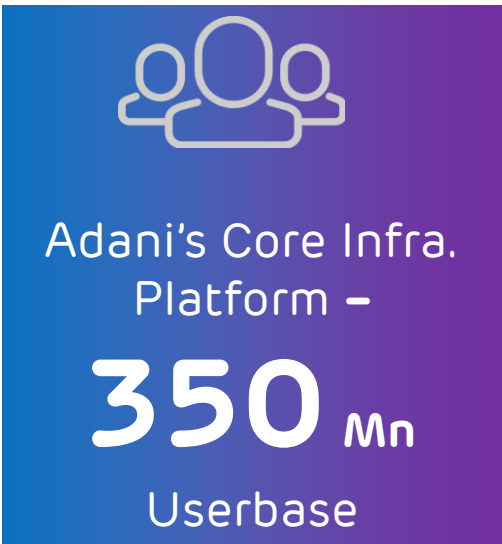 Adani’s Core Infra.
Platform –
350 Mn
Userbase